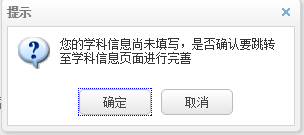 提示
您的学科信息尚未填写，是否确认要跳转
至学科信息页面进行完善
确定
取消